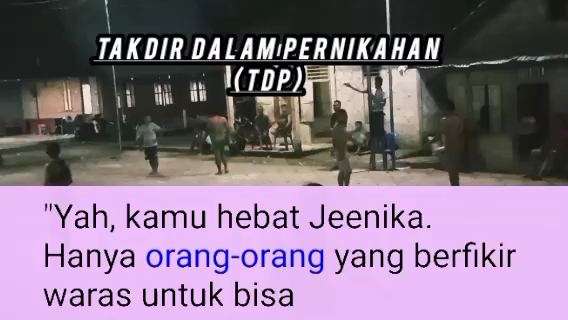 TAKDIR DALAM PERNIKAHAN
(TDP)
"Yah, kamu hebat Jeenika.
Hanya orang-orang yang berfikir
waras untuk bisa